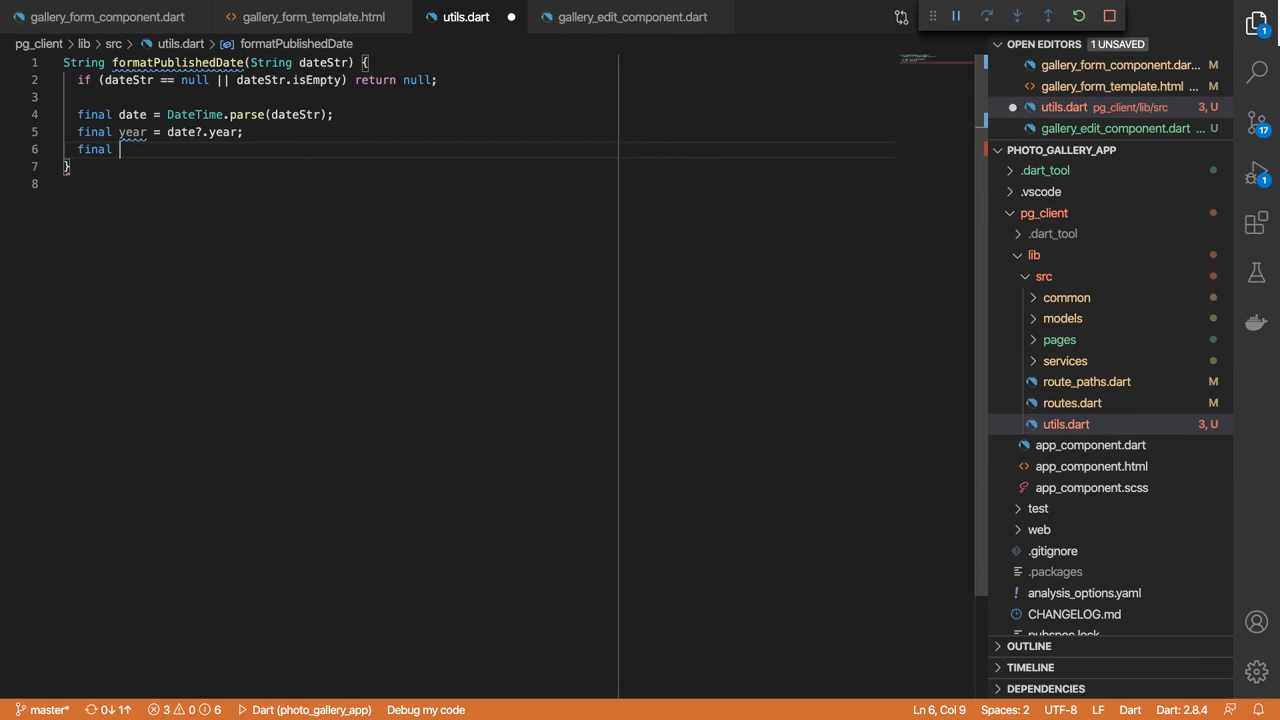 gallery_form_component.dart
gallery_form_template.html
utils.dart
gallery_edit_component.dart
pg_client > lib > src > utils.dart > formatPublishedDate
1 String formatPublishedDate(String dateStr) {
2 if (dateStr == null || dateStr.isEmpty) return null;
3
4 final date = DateTime.parse(dateStr);
5 final year = date?.year;
6 final
7 }
8
OPEN EDITORS 1 UNSAVED
gallery_form_component.dar... M
gallery_form_template.html ... M
utils.dart pg_client/lib/src 3, U
gallery_edit_component.dart ... U
PHOTO_GALLERY_APP
.dart_tool
.vscode
pg_client
.dart_tool
lib
src
common
models
pages
services
route_paths.dart M
routes.dart M
utils.dart 3, U
app_component.dart
app_component.html
app_component.scss
test
web
.gitignore
.packages
analysis_options.yaml
CHANGELOG.md
pubspec.lock
OUTLINE
TIMELINE
DEPENDENCIES
1
17
1
master* 0↓ 1↑ 3 0 6 Dart (photo_gallery_app) Debug my code Ln 6, Col 9 Spaces: 2 UTF-8 LF Dart Dart: 2.8.4